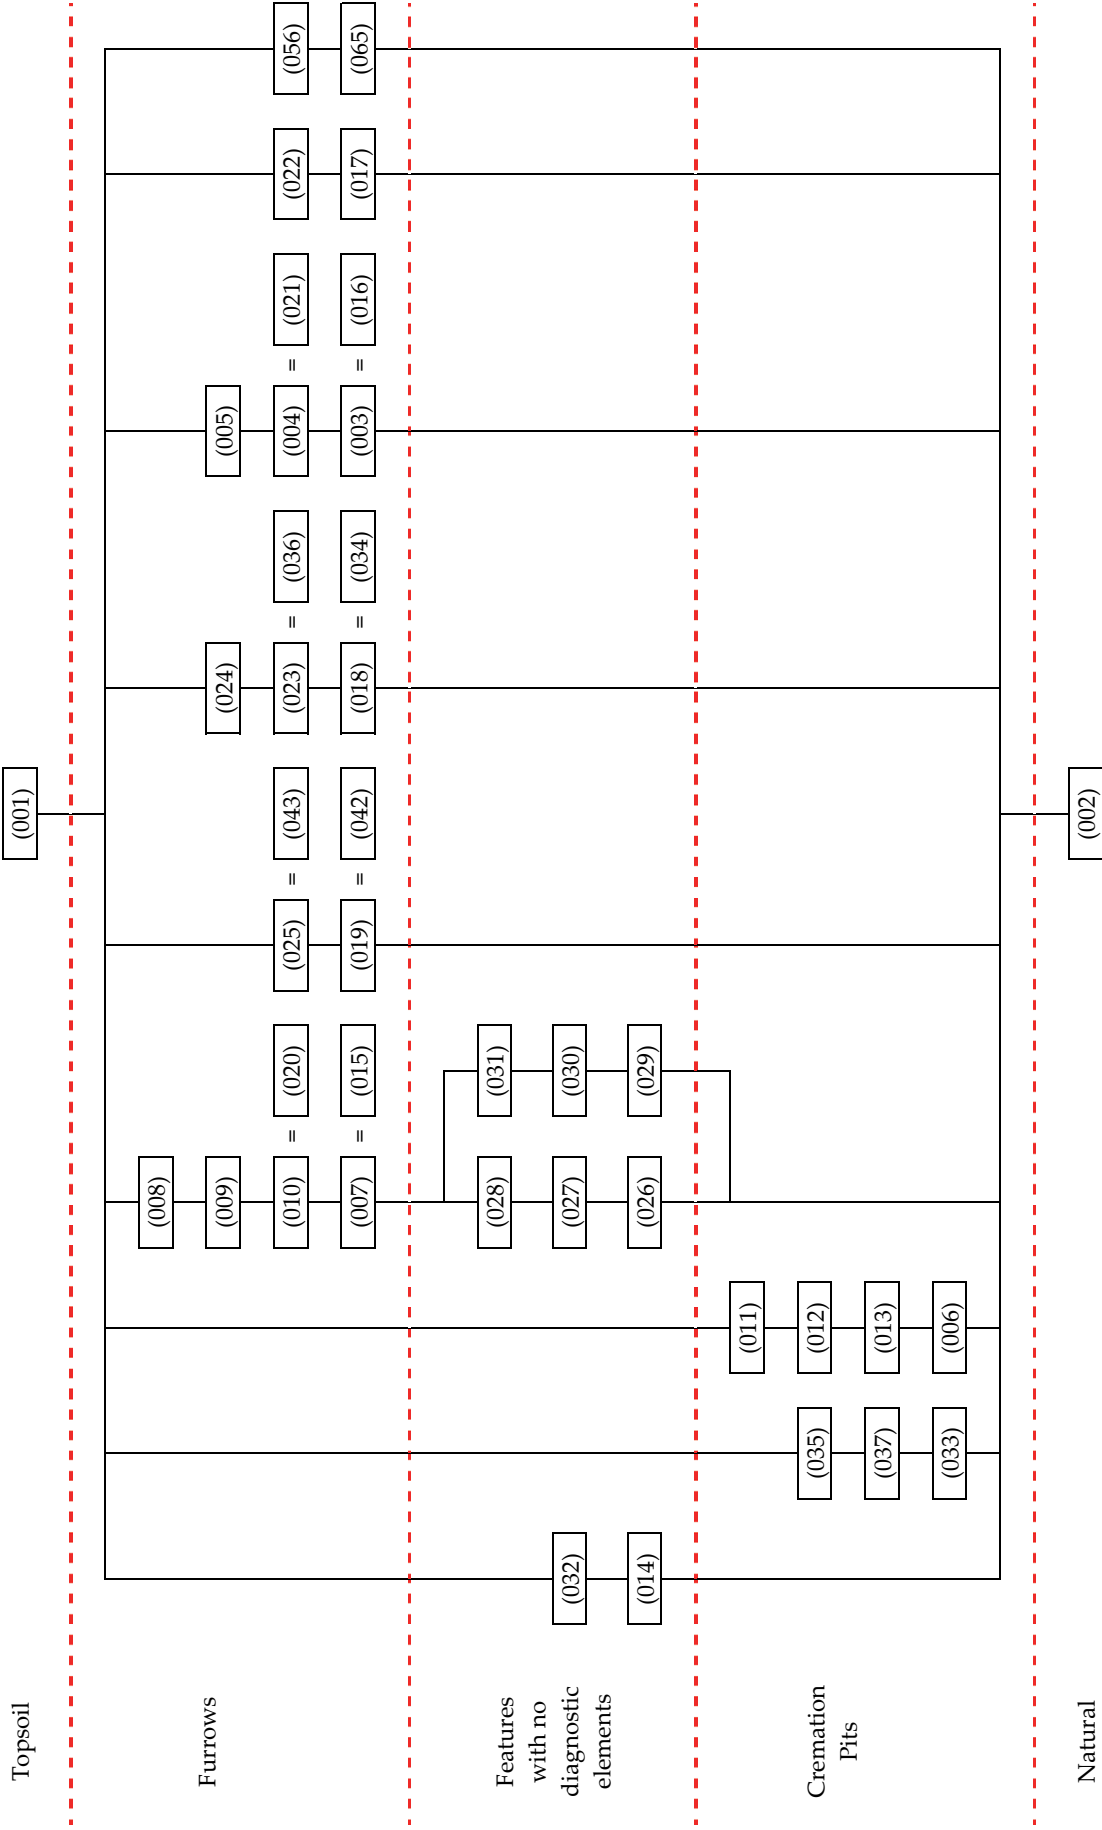 Topsoil
(001)
Furrows
(008)
(009)
(005)
(024)
(010) = (020)
(025) = (043)
(023) = (036)
(004) = (021)
(022)
(056)
(007) = (015)
(019) = (042)
(018) = (034)
(003) = (016)
(017)
(065)
Features
with no
diagnostic
elements
(028)
(031)
(032)
(027)
(030)
(014)
(026)
(029)
Cremation
Pits
(011)
(035)
(012)
(037)
(013)
(033)
(006)
Natural
(002)